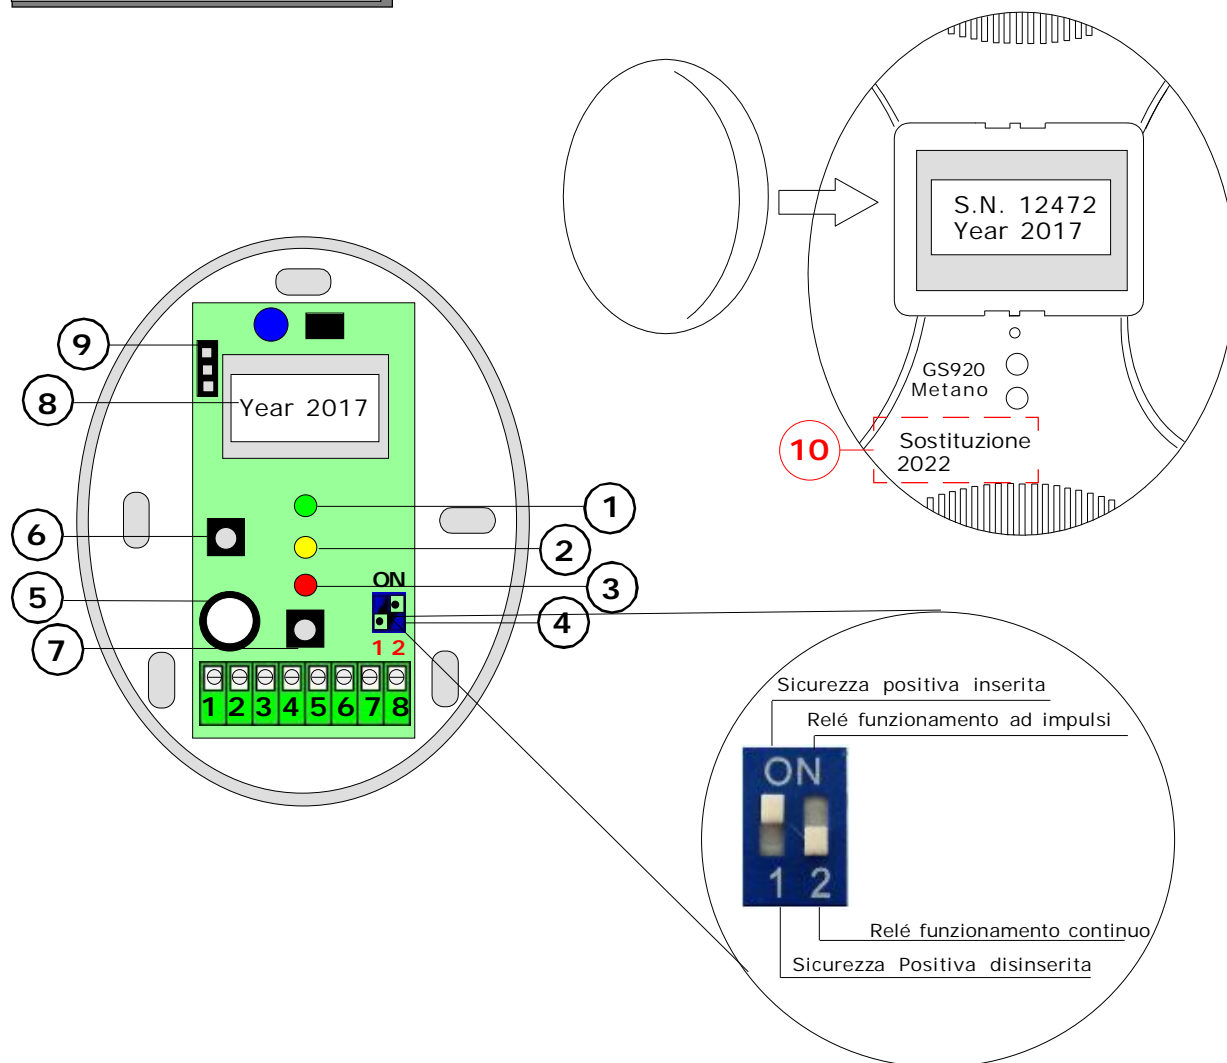 S.N. 12472
Year 2017
GS920
Metano
10
Sostituzione
2022
9
8
Year 2017
1
6
2
ON
3
5
4
7
1 2
1 2 3 4 5 6 7 8
Sicurezza positiva inserita
Relé funzionamento ad impulsi
ON
1 2
Relé funzionamento continuo
Sicurezza Positiva disinserita